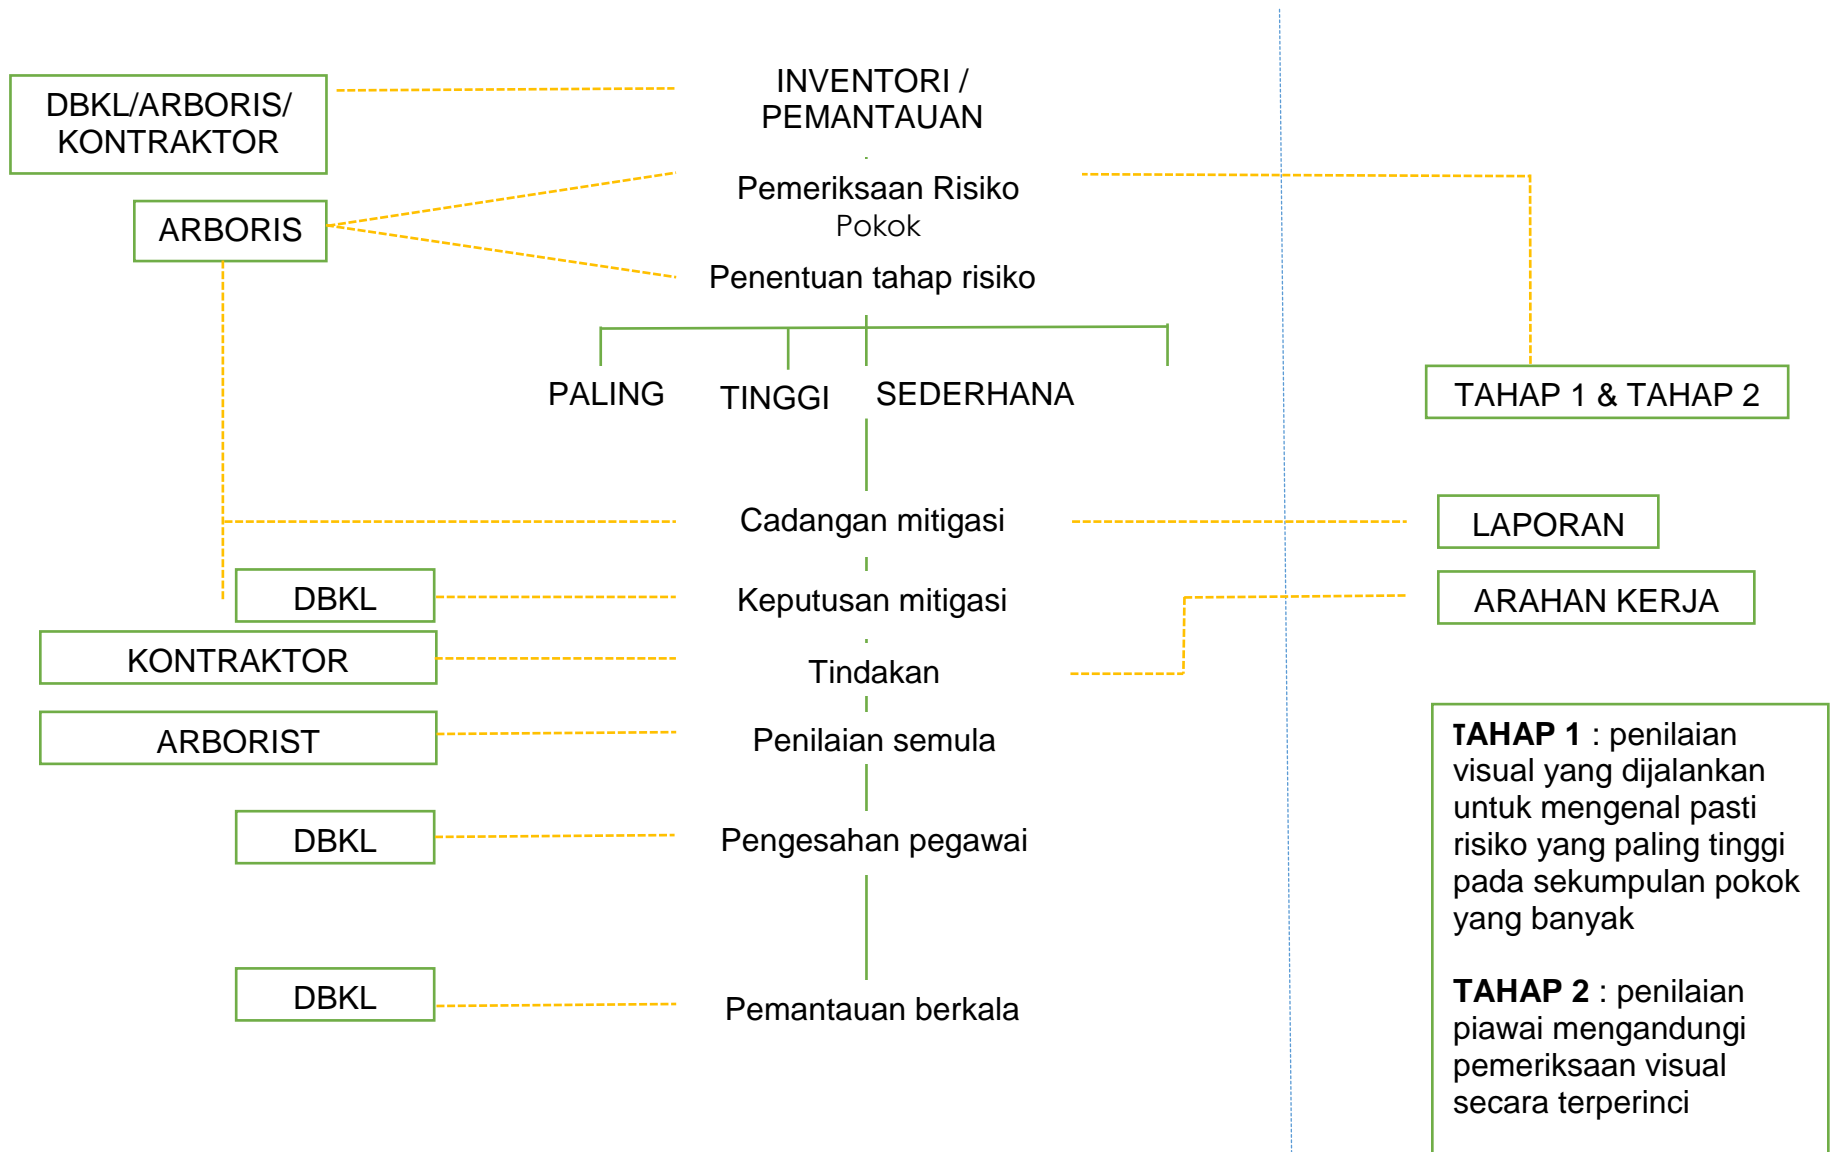 INVENTORI /
PEMANTAUAN
DBKL/ARBORIS/
KONTRAKTOR
Pemeriksaan Risiko
Pokok
ARBORIS
Penentuan tahap risiko
PALING
TINGGI
SEDERHANA
TAHAP 1 & TAHAP 2
Cadangan mitigasi
LAPORAN
DBKL
Keputusan mitigasi
ARAHAN KERJA
KONTRAKTOR
Tindakan
ARBORIST
Penilaian semula
DBKL
Pengesahan pegawai
DBKL
Pemantauan berkala
TAHAP 1 : penilaian
visual yang dijalankan
untuk mengenal pasti
risiko yang paling tinggi
pada sekumpulan pokok
yang banyak
TAHAP 2 : penilaian
piawai mengandungi
pemeriksaan visual
secara terperinci